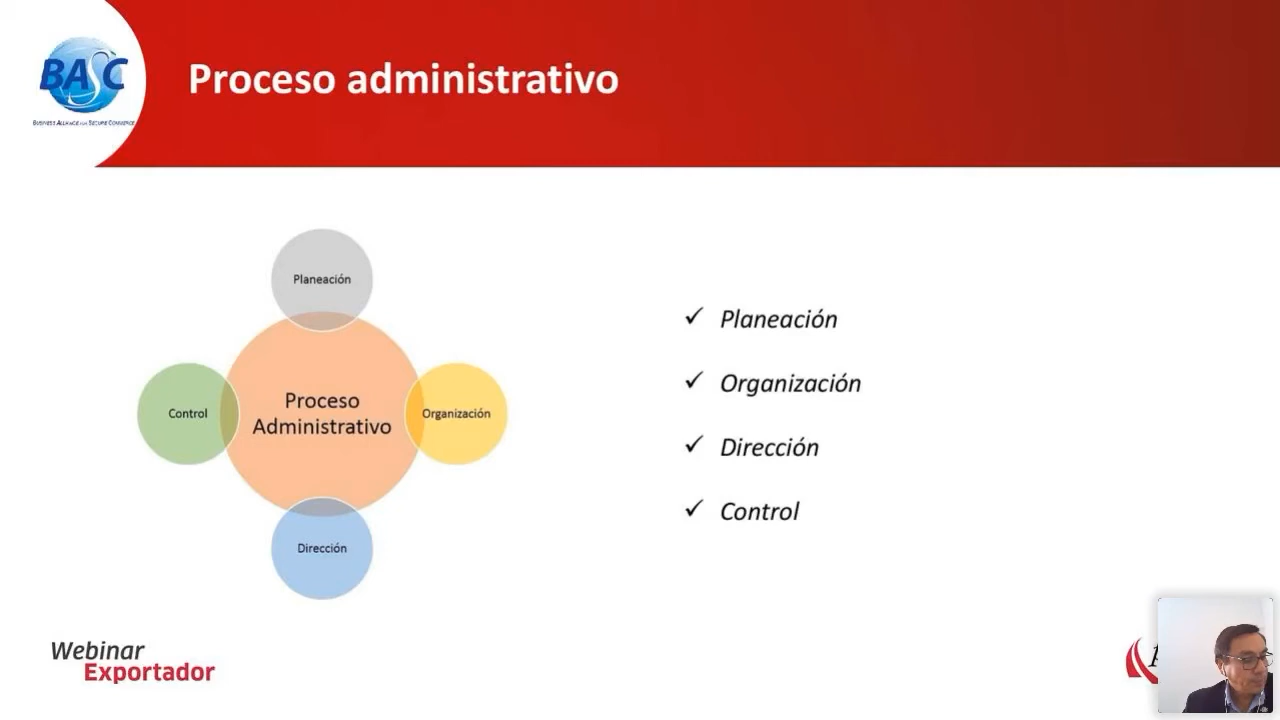 BASC
BUSINESS ALLIANCE FOR SECURE COMMERCE
Proceso administrativo
Planeación
Control
Proceso
Administrativo
Organización
Dirección
✓ Planeación
✓ Organización
✓ Dirección
✓ Control
Webinar
Exportador